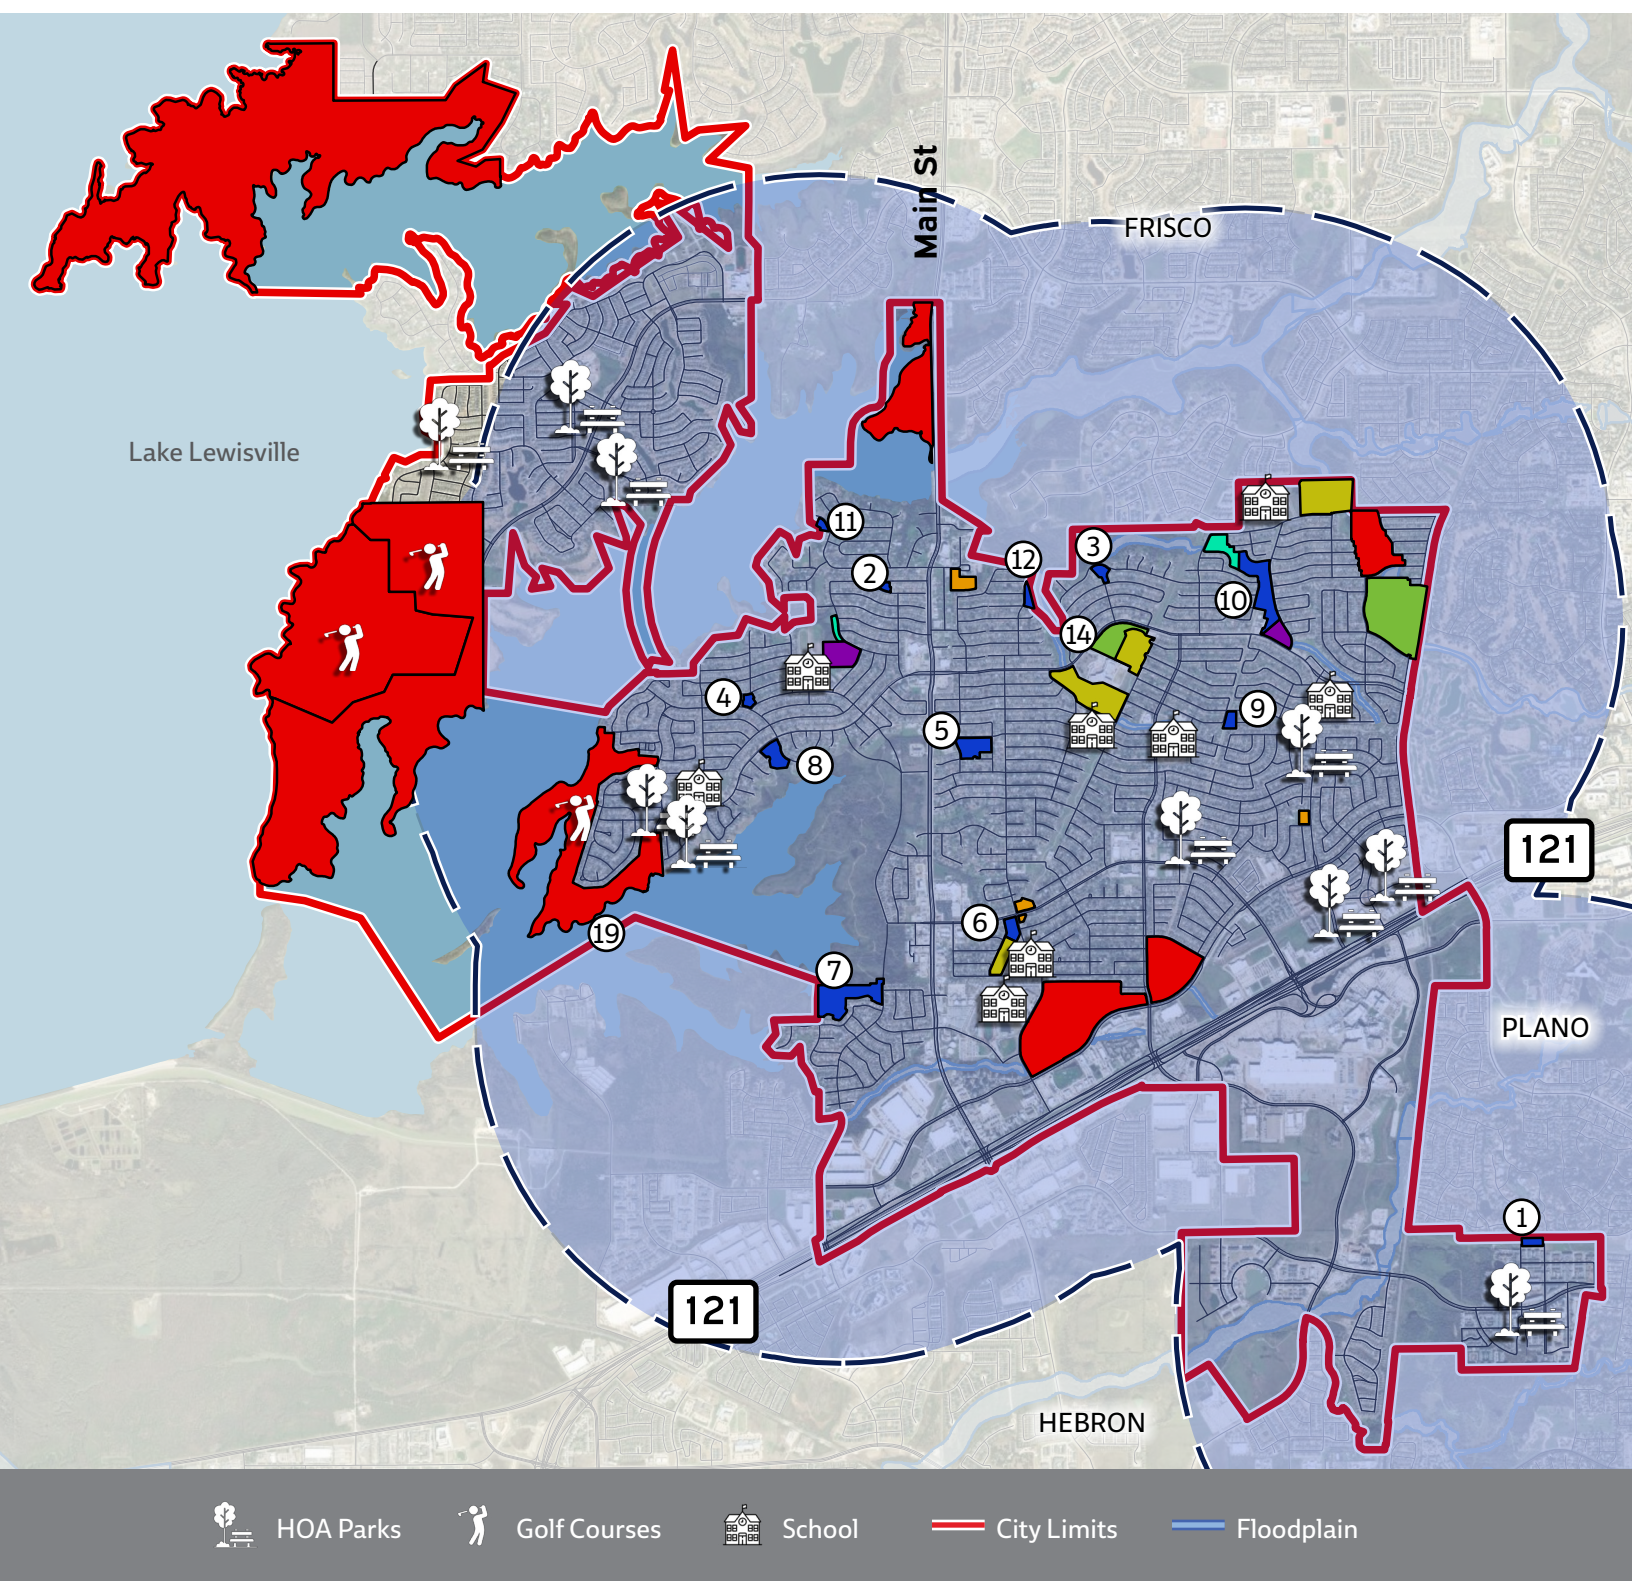 Main St
FRISCO
Lake Lewisville
11
12
3
2
10
14
4
9
5
8
121
6
19
7
PLANO
1
121
HEBRON
HOA Parks
Golf Courses
School
City Limits
Floodplain